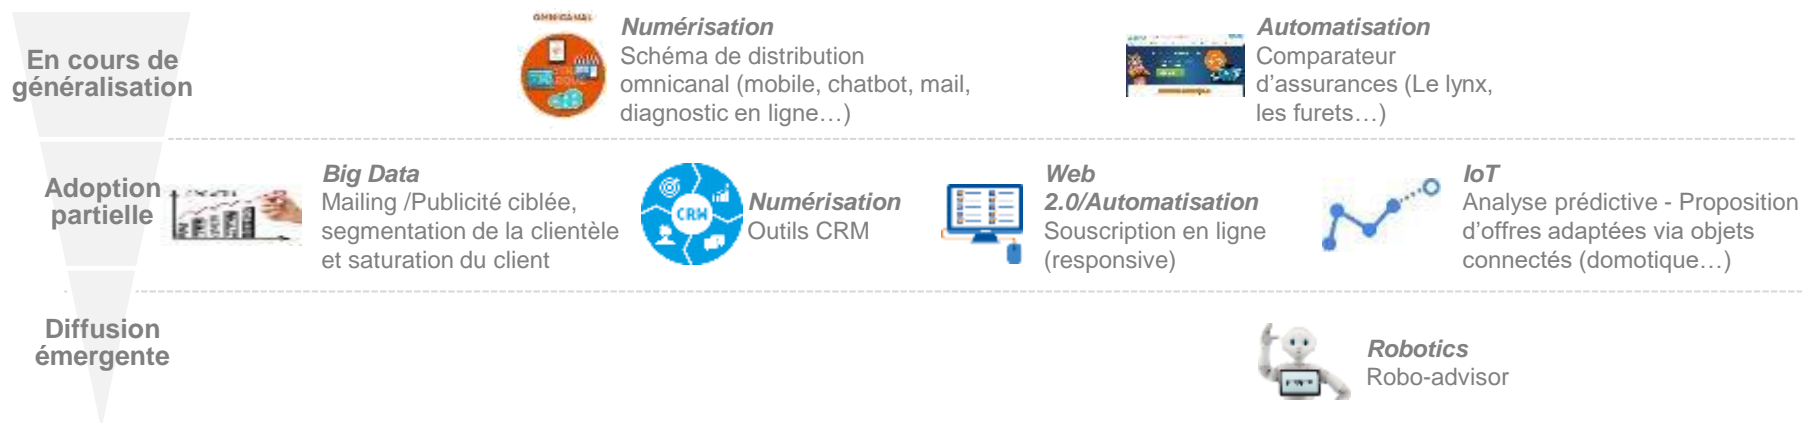 En cours de
généralisation
OMNICANAL
Numérisation
Schéma de distribution
omnicanal (mobile, chatbot, mail,
diagnostic en ligne…)
Automatisation
Comparateur
d’assurances (Le lynx,
les furets…)
Adoption
partielle
Big Data
Mailing /Publicité ciblée,
segmentation de la clientèle
et saturation du client
CRM
Numérisation
Outils CRM
Web
2.0/Automatisation
Souscription en ligne
(responsive)
IoT
Analyse prédictive - Proposition
d’offres adaptées via objets
connectés (domotique…)
Diffusion
émergente
Robotics
Robo-advisor